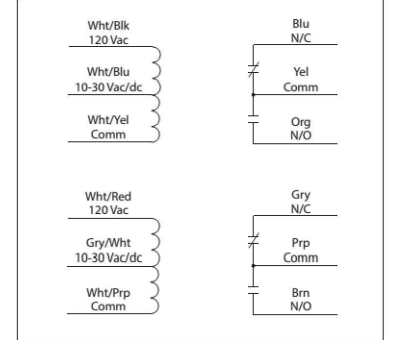 Wht/Blk
120 Vac
Wht/Blu
10-30 Vac/dc
Wht/Yel
Comm
Blu
N/C
Yel
Comm
Org
N/O
Wht/Red
120 Vac
Gry/Wht
10-30 Vac/dc
Wht/Prp
Comm
Gry
N/C
Prp
Comm
Brn
N/O